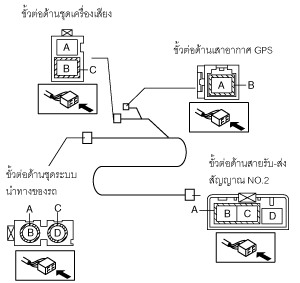 ขั้วต่อด้านชุดเครื่องเสียง
A
B
C
ขั้วต่อด้านเสาอากาศ GPS
A
B
ขั้วต่อด้านชุดระบบ
นำทางของรถ
A C
B D
ขั้วต่อด้านสายรับ-ส่ง
สัญญาณ NO.2
A
B C D